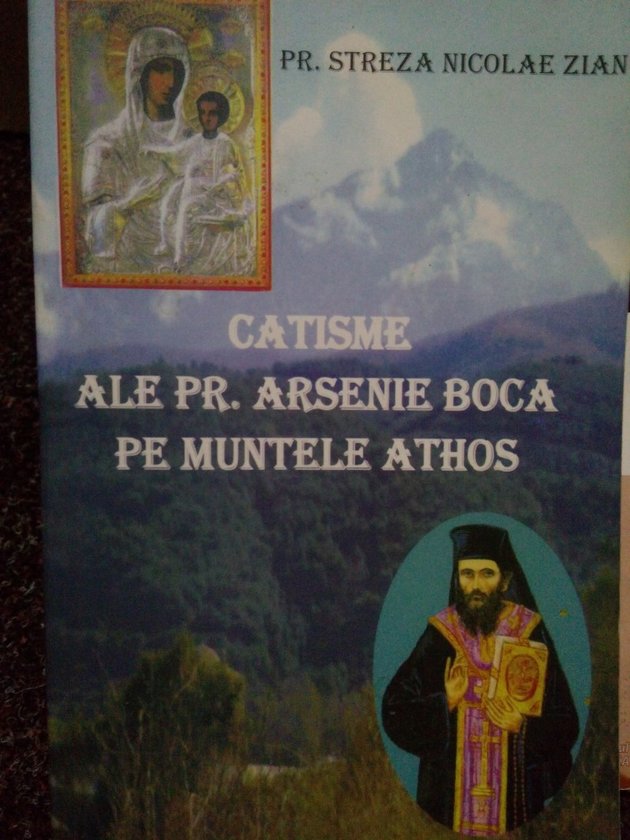 PR. STREZA NICOLAE ZIAN
CATISME
ALE PR. ARSENIE BOCA
PE MUNTELE ATHOS